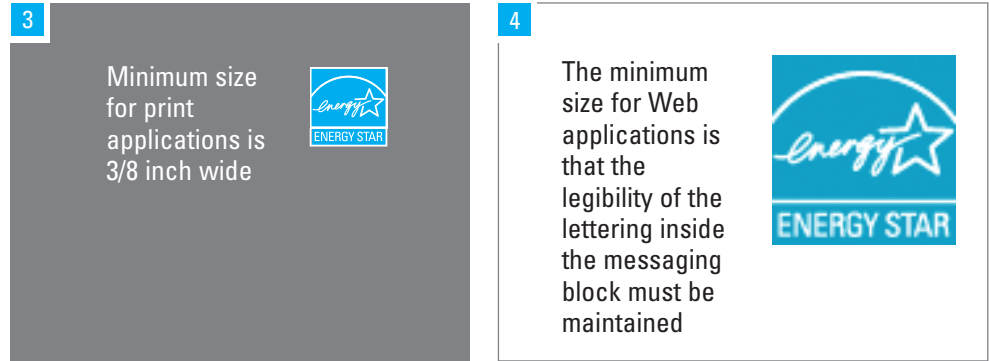 3
Minimum size
for print
applications is
3/8 inch wide
energy
ENERGY STAR
4
The minimum
size for Web
applications is
that the
legibility of the
lettering inside
the messaging
block must be
maintained
energy
ENERGY STAR